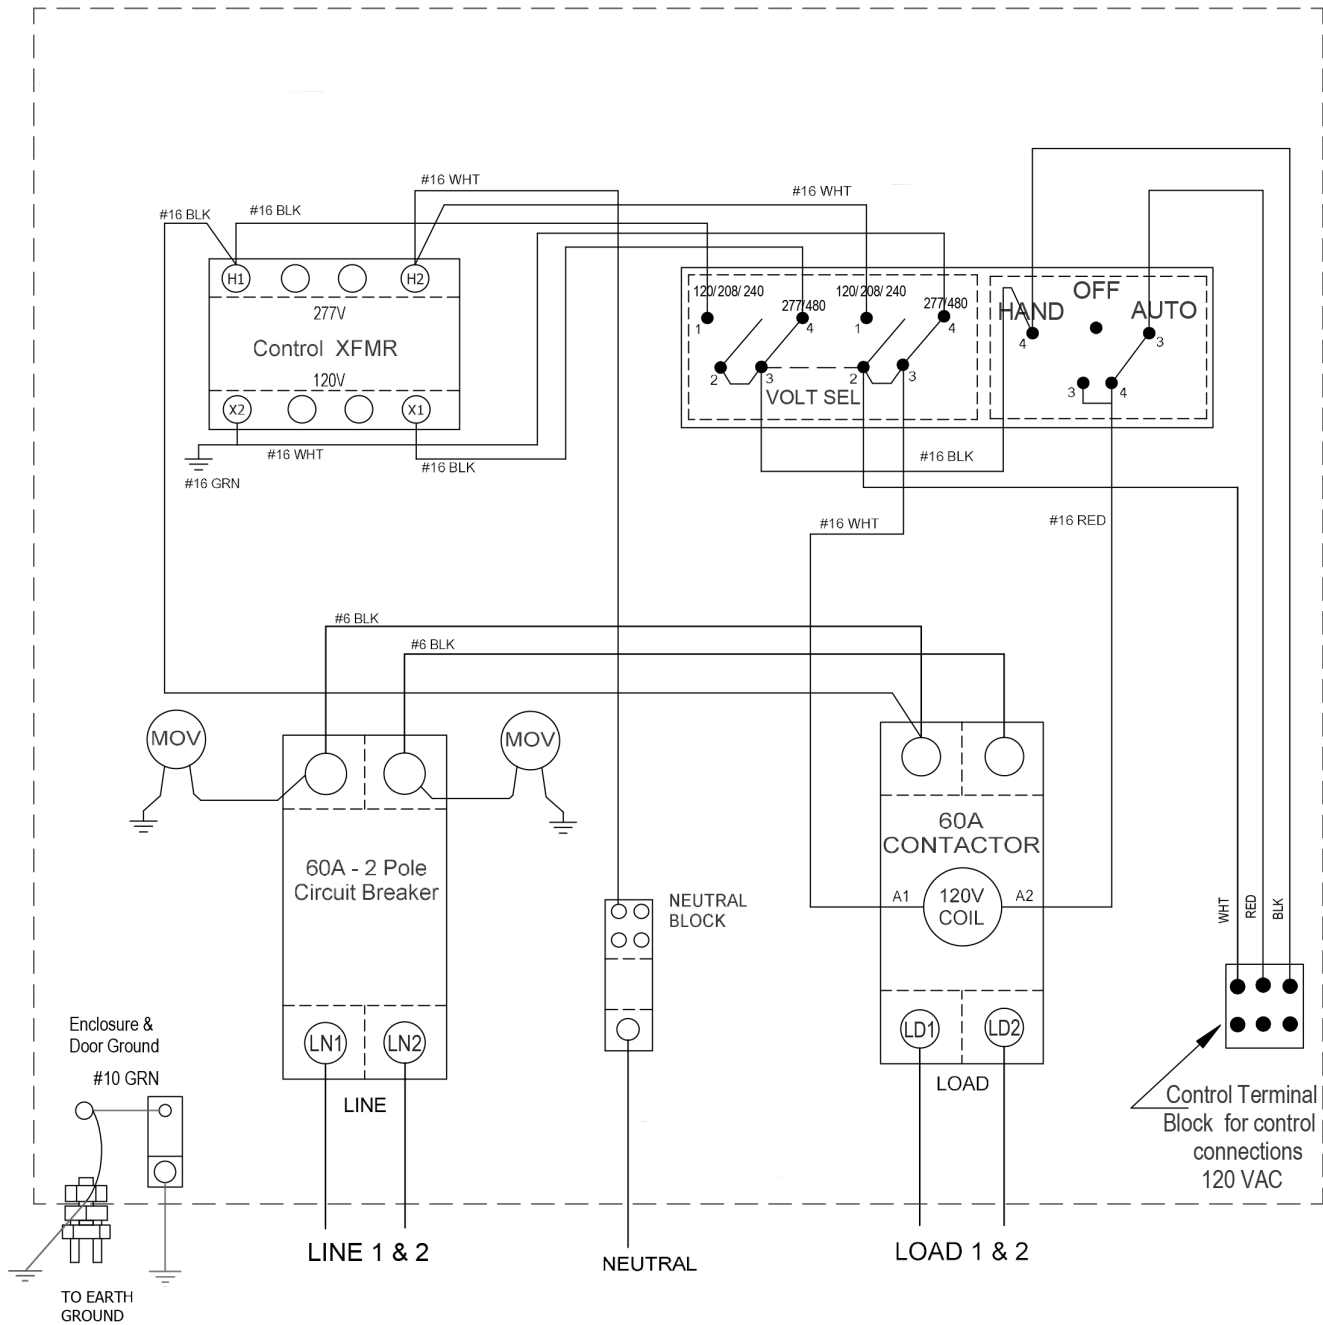 #16 WHT
#16 WHT
#16 BLK
#16 BLK
H1
H2
277V
Control XFMR
120V
X2
X1
#16 WHT
#16 BLK
#16 GRN
120/208/240
277/480
120/208/240
277/480
1
4
1
4
2
3
2
3
VOLT SEL
HAND
OFF
AUTO
4
3
3
4
#16 BLK
#16 WHT
#16 RED
#6 BLK
#6 BLK
MOV
MOV
60A - 2 Pole
Circuit Breaker
LN1
LN2
LINE
NEUTRAL
BLOCK
60A
CONTACTOR
A1
120V
COIL
A2
LD1
LD2
LOAD
WHT
RED
BLK
Control Terminal
Block for control
connections
120 VAC
Enclosure &
Door Ground
#10 GRN
LINE 1 & 2
NEUTRAL
LOAD 1 & 2
TO EARTH
GROUND